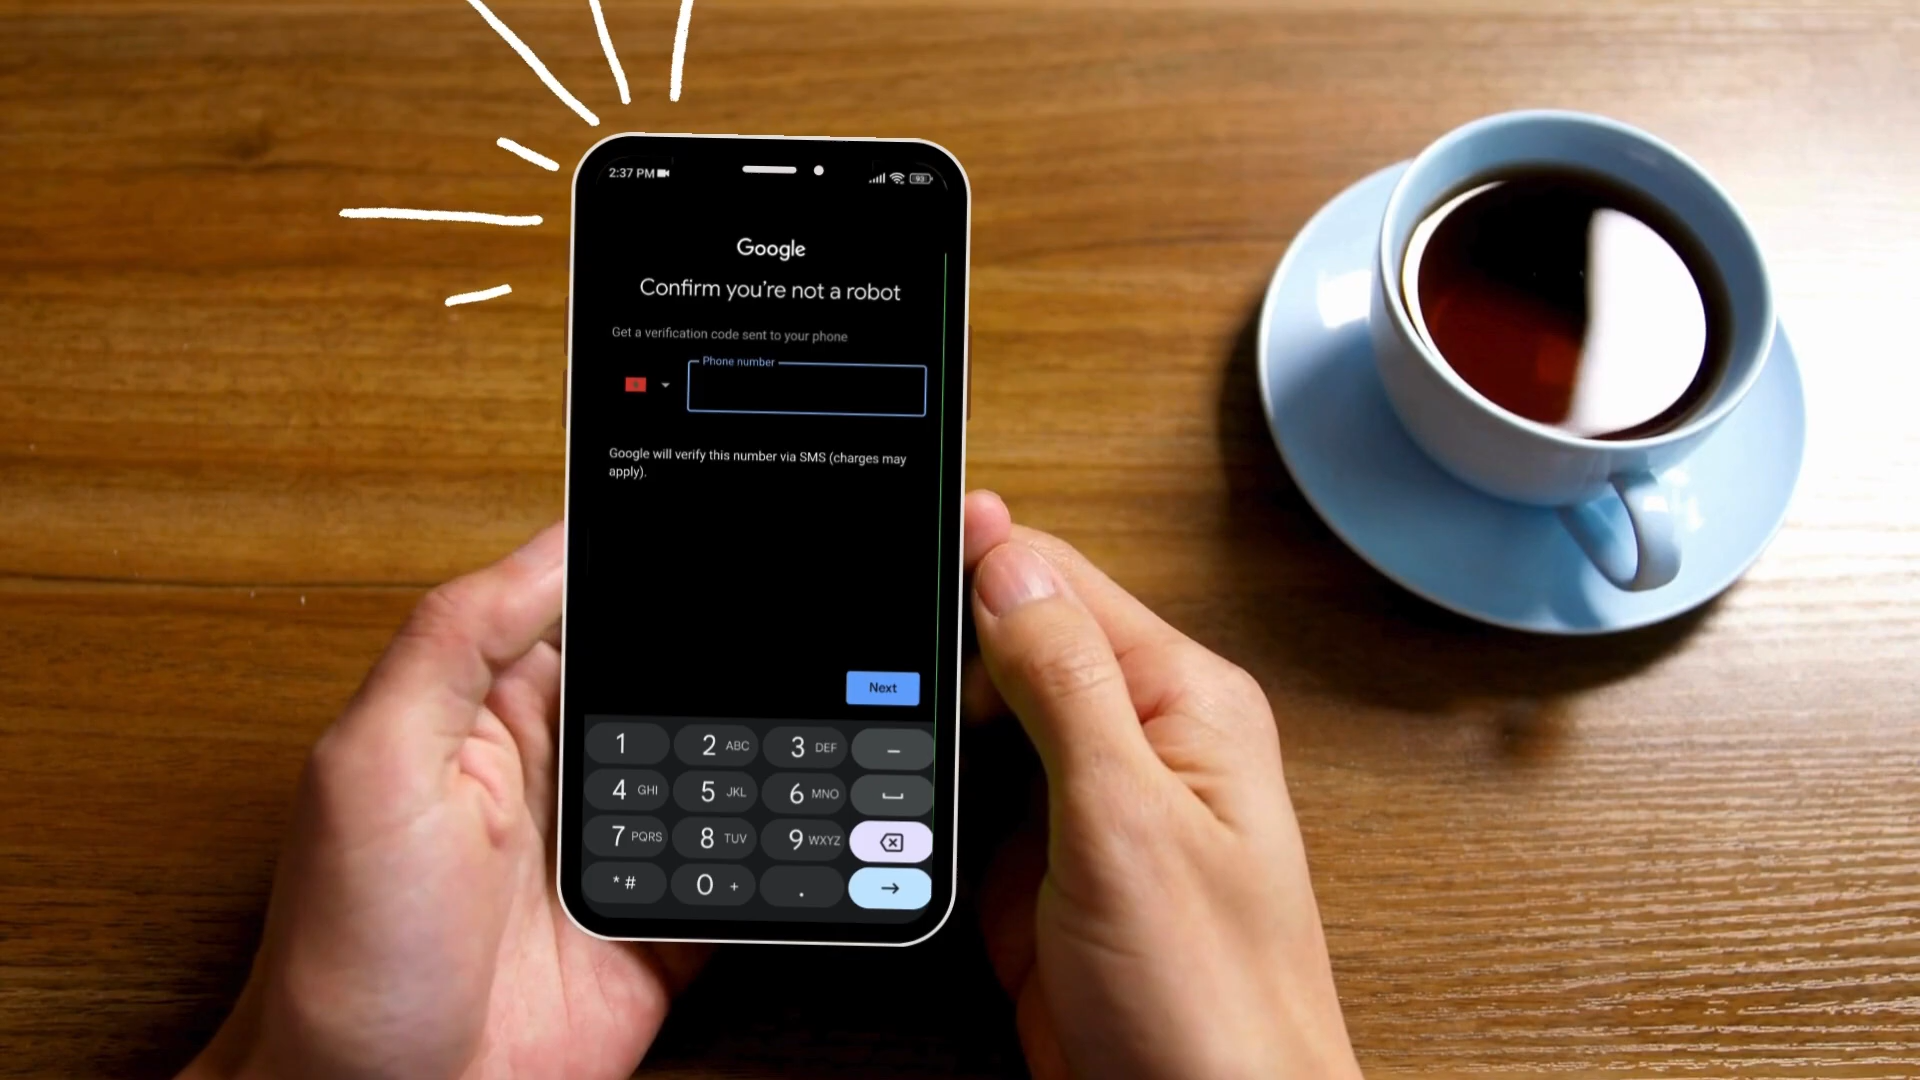 2:37 PM
93
Google
Confirm you're not a robot
Get a verification code sent to your phone
Phone number
Google will verify this number via SMS (charges may
apply).
Next
1 2 ABC 3 DEF –
4 GHI 5 JKL 6 MNO
7 PQRS 8 TUV 9 WXYZ
* # 0 + .